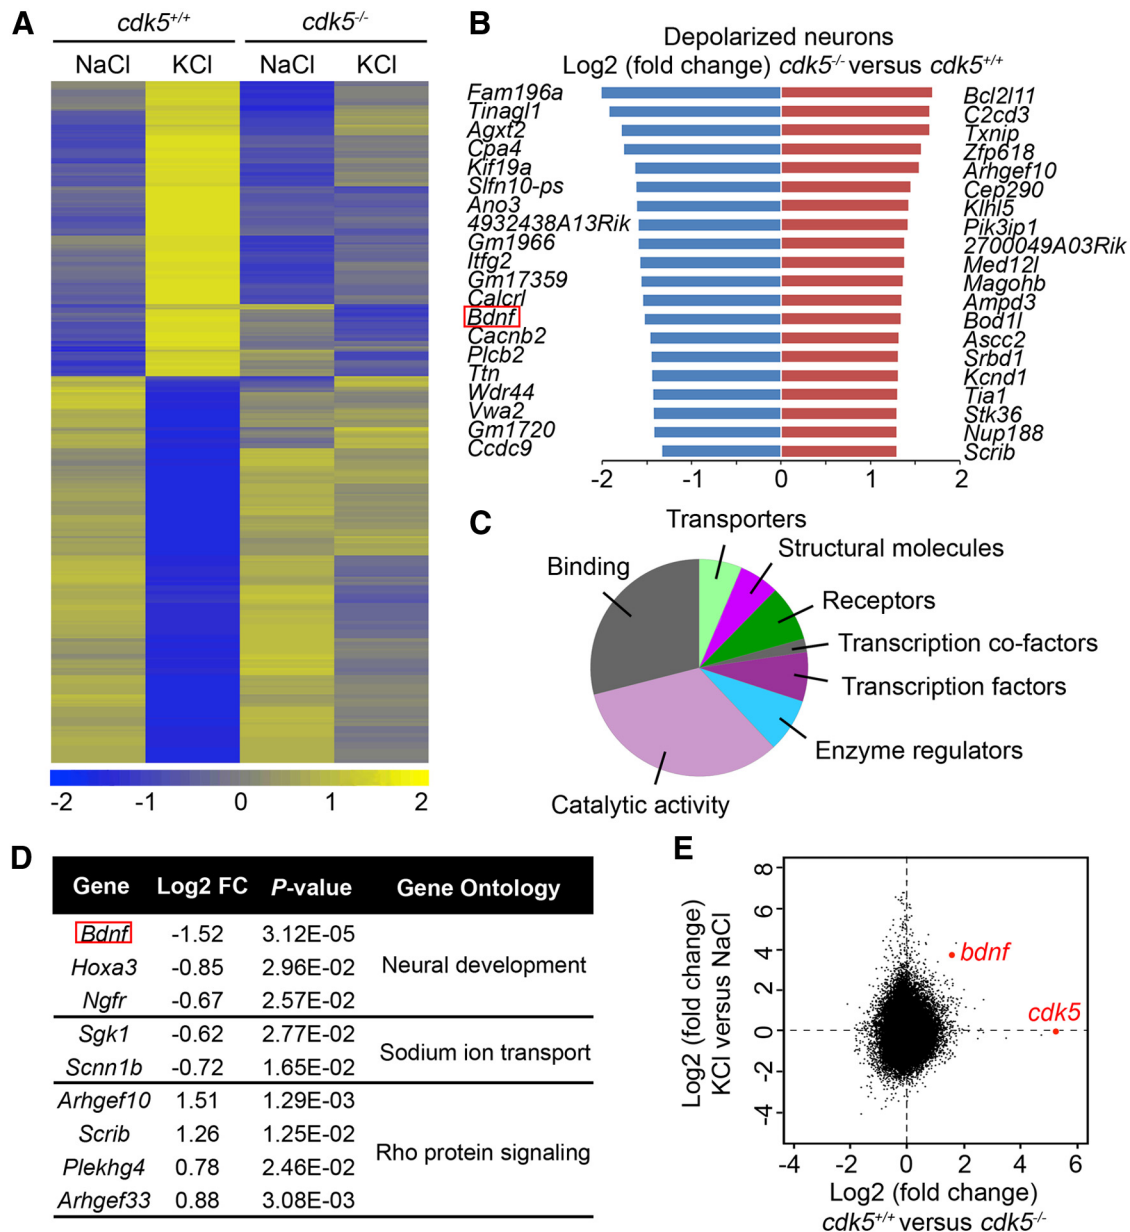 A
cdk5+/+ cdk5-/-
NaCl KCl NaCl KCl
-2 -1 0 1 2
B
Depolarized neurons
Log2 (fold change) cdk5-/- versus cdk5+/+
Fam196a
Tinagl1
Agxt2
Cpa4
Kif19a
Slfn10-ps
Ano3
4932438A13Rik
Gm1966
Itfg2
Gm17359
Calcrl
Bdnf
Cacnb2
Plcb2
Ttn
Wdr44
Vwa2
Gm1720
Ccdc9
Bcl2l11
C2cd3
Txnip
Zfp618
Arhgef10
Cep290
Klhl5
Pik3ip1
2700049A03Rik
Med12l
Magohb
Ampd3
Bod1l
Ascc2
Srbd1
Kcnd1
Tia1
Stk36
Nup188
Scrib
-2 -1 0 1 2
C
Transporters
Structural molecules
Receptors
Transcription co-factors
Transcription factors
Enzyme regulators
Catalytic activity
Binding
D
Gene Log2 FC P-value Gene Ontology
Bdnf -1.52 3.12E-05
Hoxa3 -0.85 2.96E-02 Neural development
Ngfr -0.67 2.57E-02
Sgk1 -0.62 2.77E-02
Sodium ion transport
Scnn1b -0.72 1.65E-02
Arhgef10 1.51 1.29E-03
Scrib 1.26 1.25E-02
Rho protein signaling
Plekhg4 0.78 2.46E-02
Arhgef33 0.88 3.08E-03
E
Log2 (fold change)
KCl versus NaCl
8
6
4
2
0
-2
-4
bdnf
cdk5
-4 -2 0 2 4 6
Log2 (fold change)
cdk5+/+ versus cdk5-/-